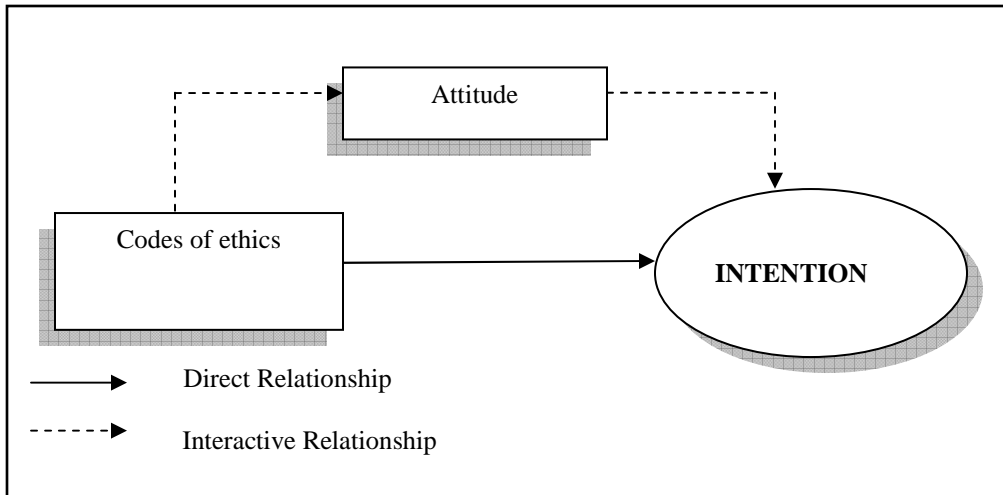 Attitude
Codes of ethics
INTENTION
Direct Relationship
Interactive Relationship